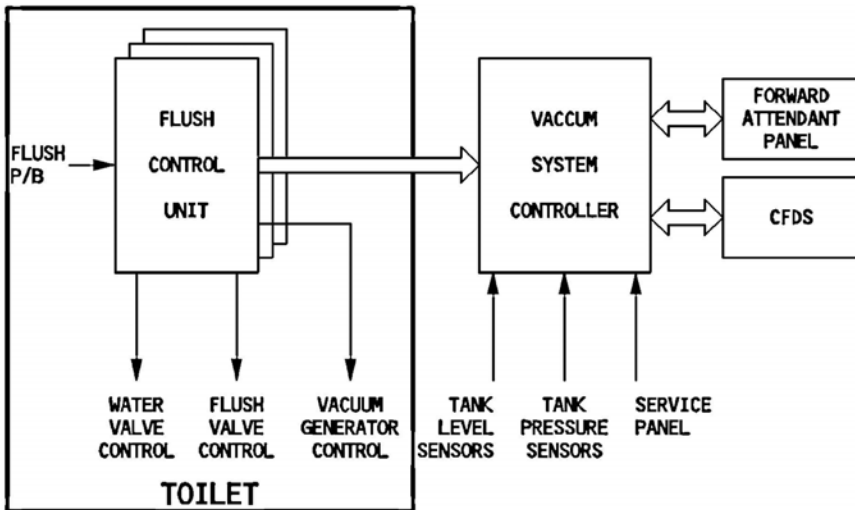 FLUSH
P/B
FLUSH
CONTROL
UNIT
VACCUM
SYSTEM
CONTROLLER
FORWARD
ATTENDANT
PANEL
CFDS
WATER
VALVE
CONTROL
FLUSH
VALVE
CONTROL
VACUUM
GENERATOR
CONTROL
TANK
LEVEL
SENSORS
TANK
PRESSURE
SENSORS
SERVICE
PANEL
TOILET